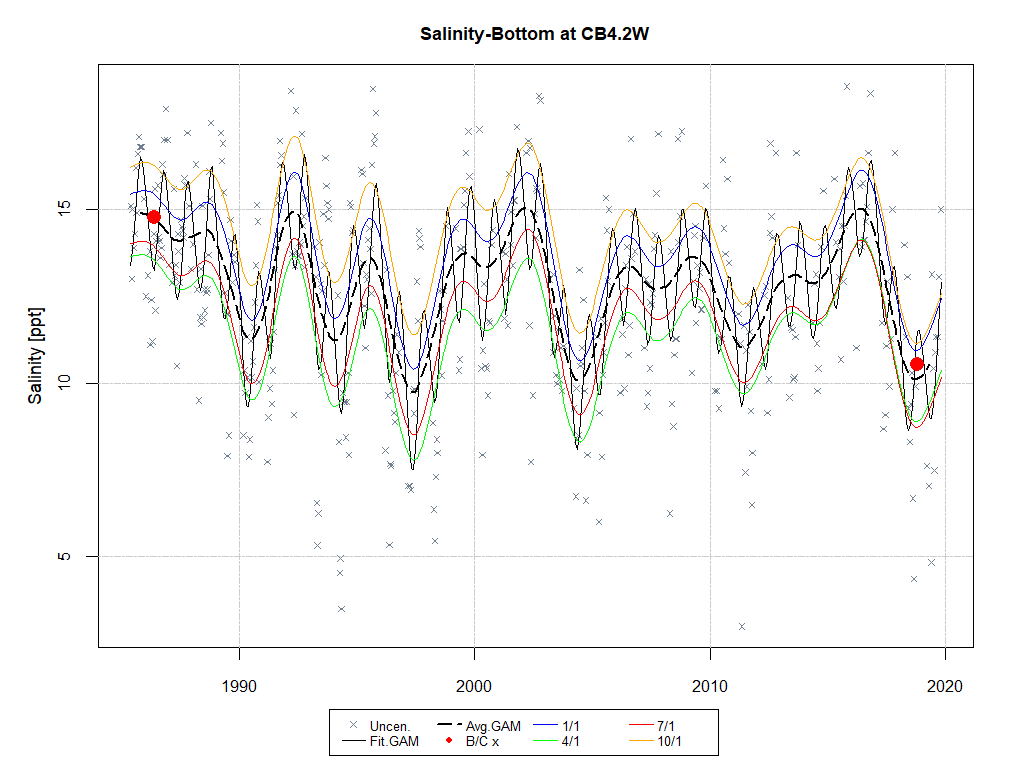 Salinity-Bottom at CB4.2W
Salinity [ppt]
15
10
5
1990 2000 2010 2020
Uncen. Avg.GAM 1/1 7/1
Fit.GAM B/C x 4/1 10/1